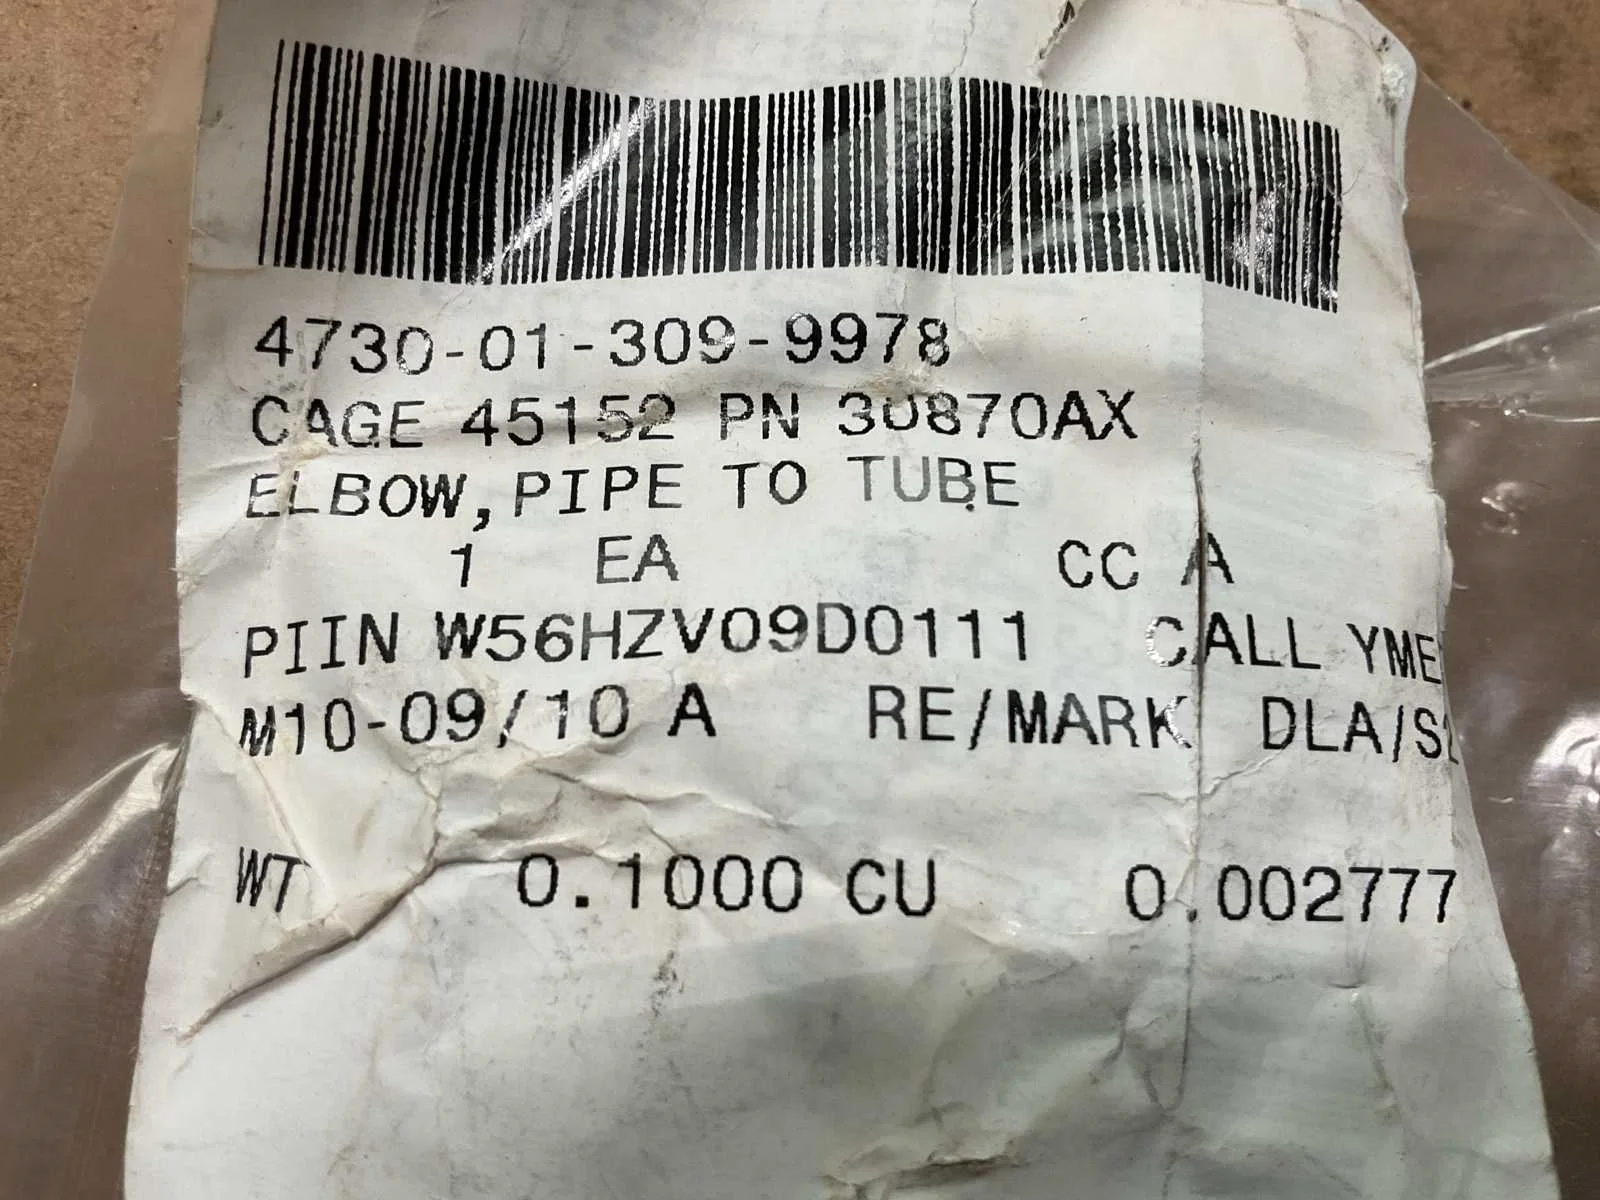 4730-01-309-9978
CAGE 45152 PN 30870AX
ELBOW, PIPE TO TUBE
1 EA CC A
PIIN W56HZV09D0111 CALL
M10-09/10 A RE/MARK
WT 0.1000 CU 0.002777